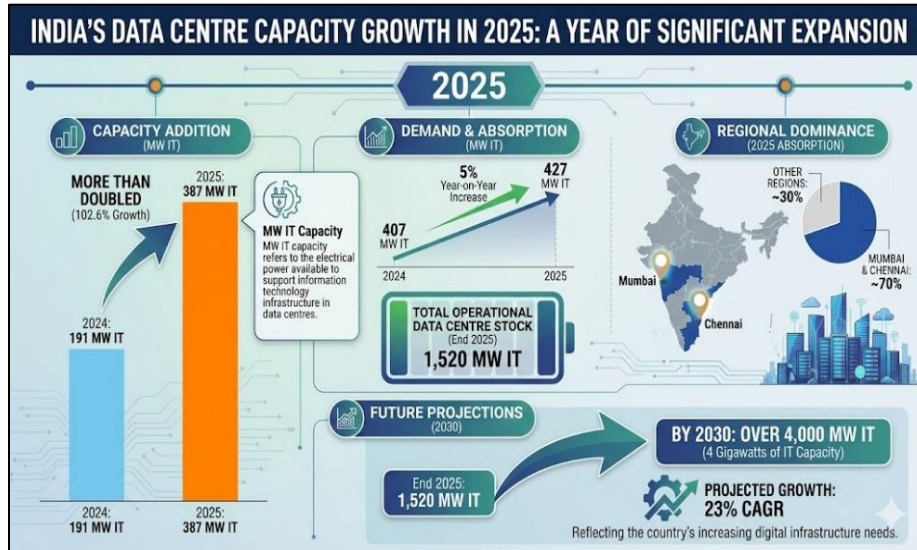 INDIA'S DATA CENTRE CAPACITY GROWTH IN 2025: A YEAR OF SIGNIFICANT EXPANSION
2025
CAPACITY ADDITION
(MW IT)
MORE THAN
DOUBLED
(102.6% Growth)
2025:
387 MW IT
2024:
191 MW IT
2024:
191 MW IT
2025:
387 MW IT
MW IT Capacity
MW IT capacity
refers to the electrical
power available to
support information
technology
infrastructure in
data centres.
DEMAND & ABSORPTION
(MW IT)
5%
Year-on-Year
Increase
427
MW IT
407
MW IT
2024
2025
TOTAL OPERATIONAL
DATA CENTRE STOCK
(End 2025)
1,520 MW IT
REGIONAL DOMINANCE
(2025 ABSORPTION)
OTHER
REGIONS:
~30%
MUMBAI
& CHENNAI:
~70%
Mumbai
Chennai
FUTURE PROJECTIONS
(2030)
End 2025:
1,520 MW IT
BY 2030: OVER 4,000 MW IT
(4 Gigawatts of IT Capacity)
PROJECTED GROWTH:
23% CAGR
Reflecting the country's increasing digital infrastructure needs.